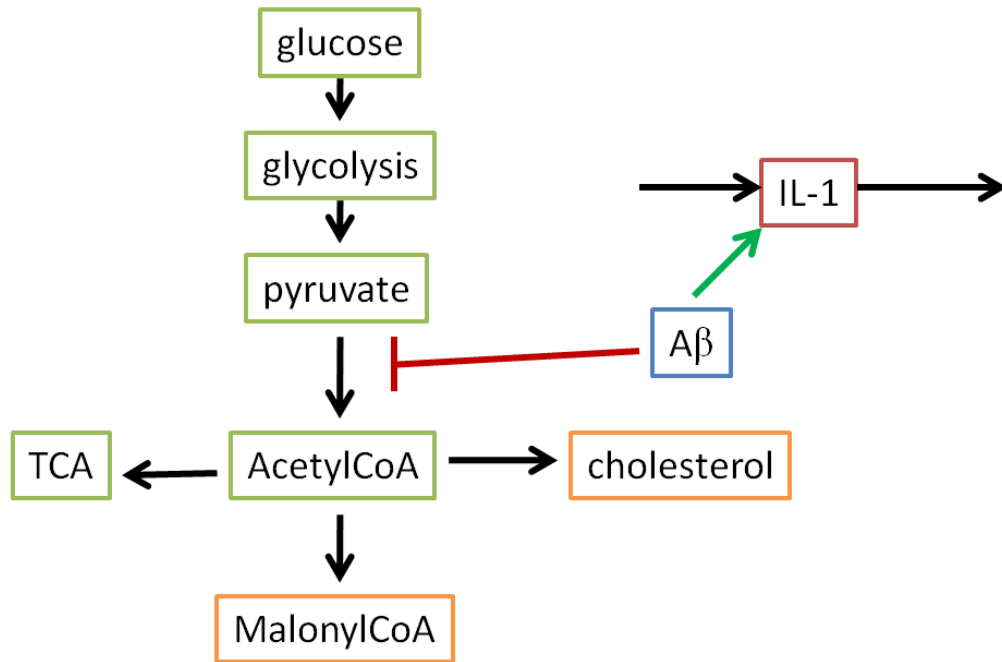 glucose
glycolysis
IL-1
pyruvate
Aβ
TCA
AcetylCoA
cholesterol
MalonylCoA